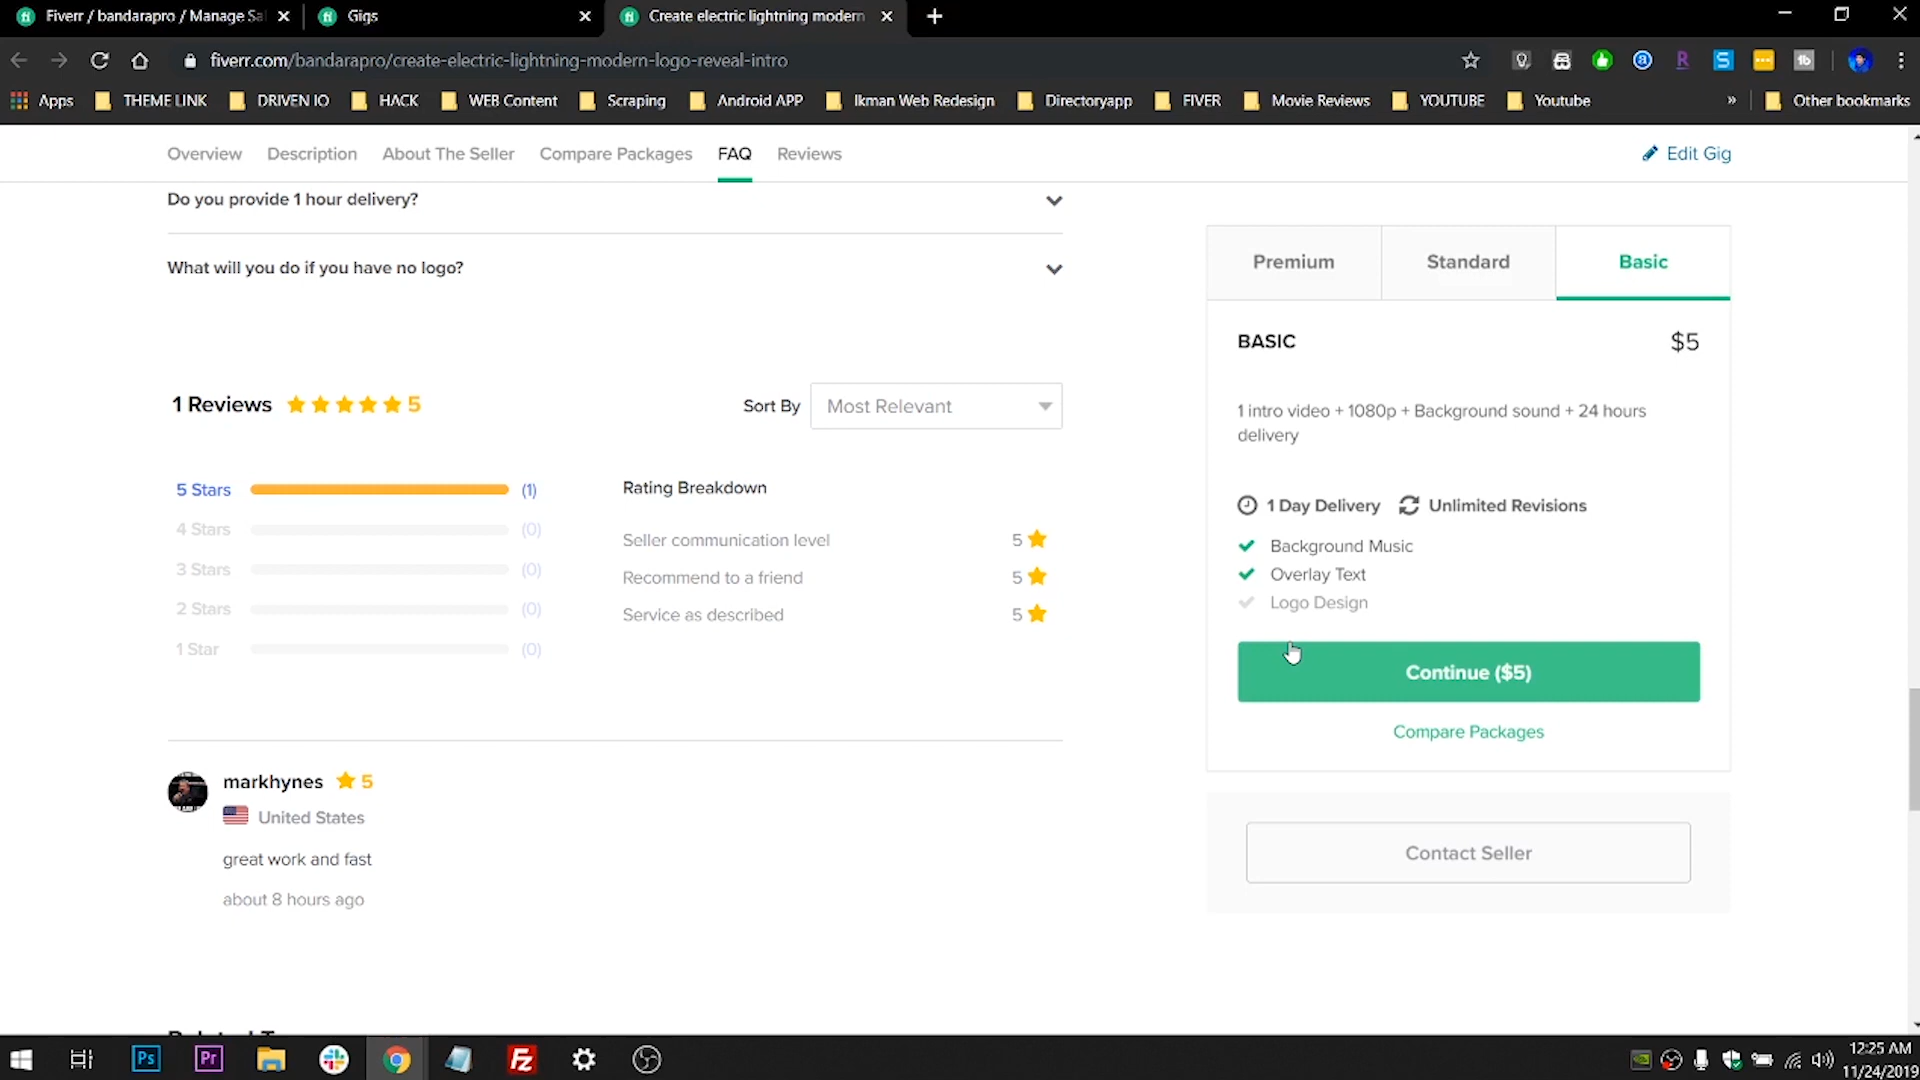 Fiverr / bandarapro / Manage Sal
Gigs
Create electric lightning modern
fiverr.com/bandarapro/create-electric-lightning-modern-logo-reveal-intro
Apps
THEME LINK
DRIVEN IO
HACK
WEB Content
Scraping
Android APP
Ikman Web Redesign
Directoryapp
FIVER
Movie Reviews
YOUTUBE
Youtube
»
Other bookmarks
Overview
Description
About The Seller
Compare Packages
FAQ
Reviews
Edit Gig
Do you provide 1 hour delivery?
What will you do if you have no logo?
1 Reviews 5
Sort By
Most Relevant
5 Stars (1)
4 Stars (0)
3 Stars (0)
2 Stars (0)
1 Star (0)
Rating Breakdown
Seller communication level 5
Recommend to a friend 5
Service as described 5
markhynes 5
United States
great work and fast
about 8 hours ago
Premium
Standard
Basic
BASIC $5
1 intro video + 1080p + Background sound + 24 hours
delivery
1 Day Delivery Unlimited Revisions
Background Music
Overlay Text
Logo Design
Continue ($5)
Compare Packages
Contact Seller
Ps
Pr
Fz
12:25 AM
11/24/2019